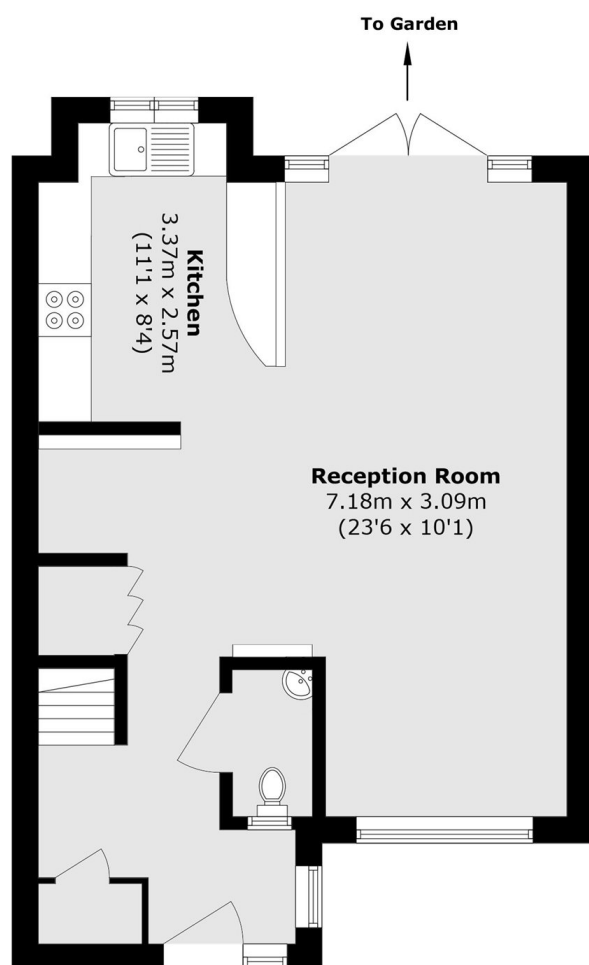 To Garden
Kitchen
3.37m x 2.57m
(11'1 x 8'4)
Reception Room
7.18m x 3.09m
(23'6 x 10'1)